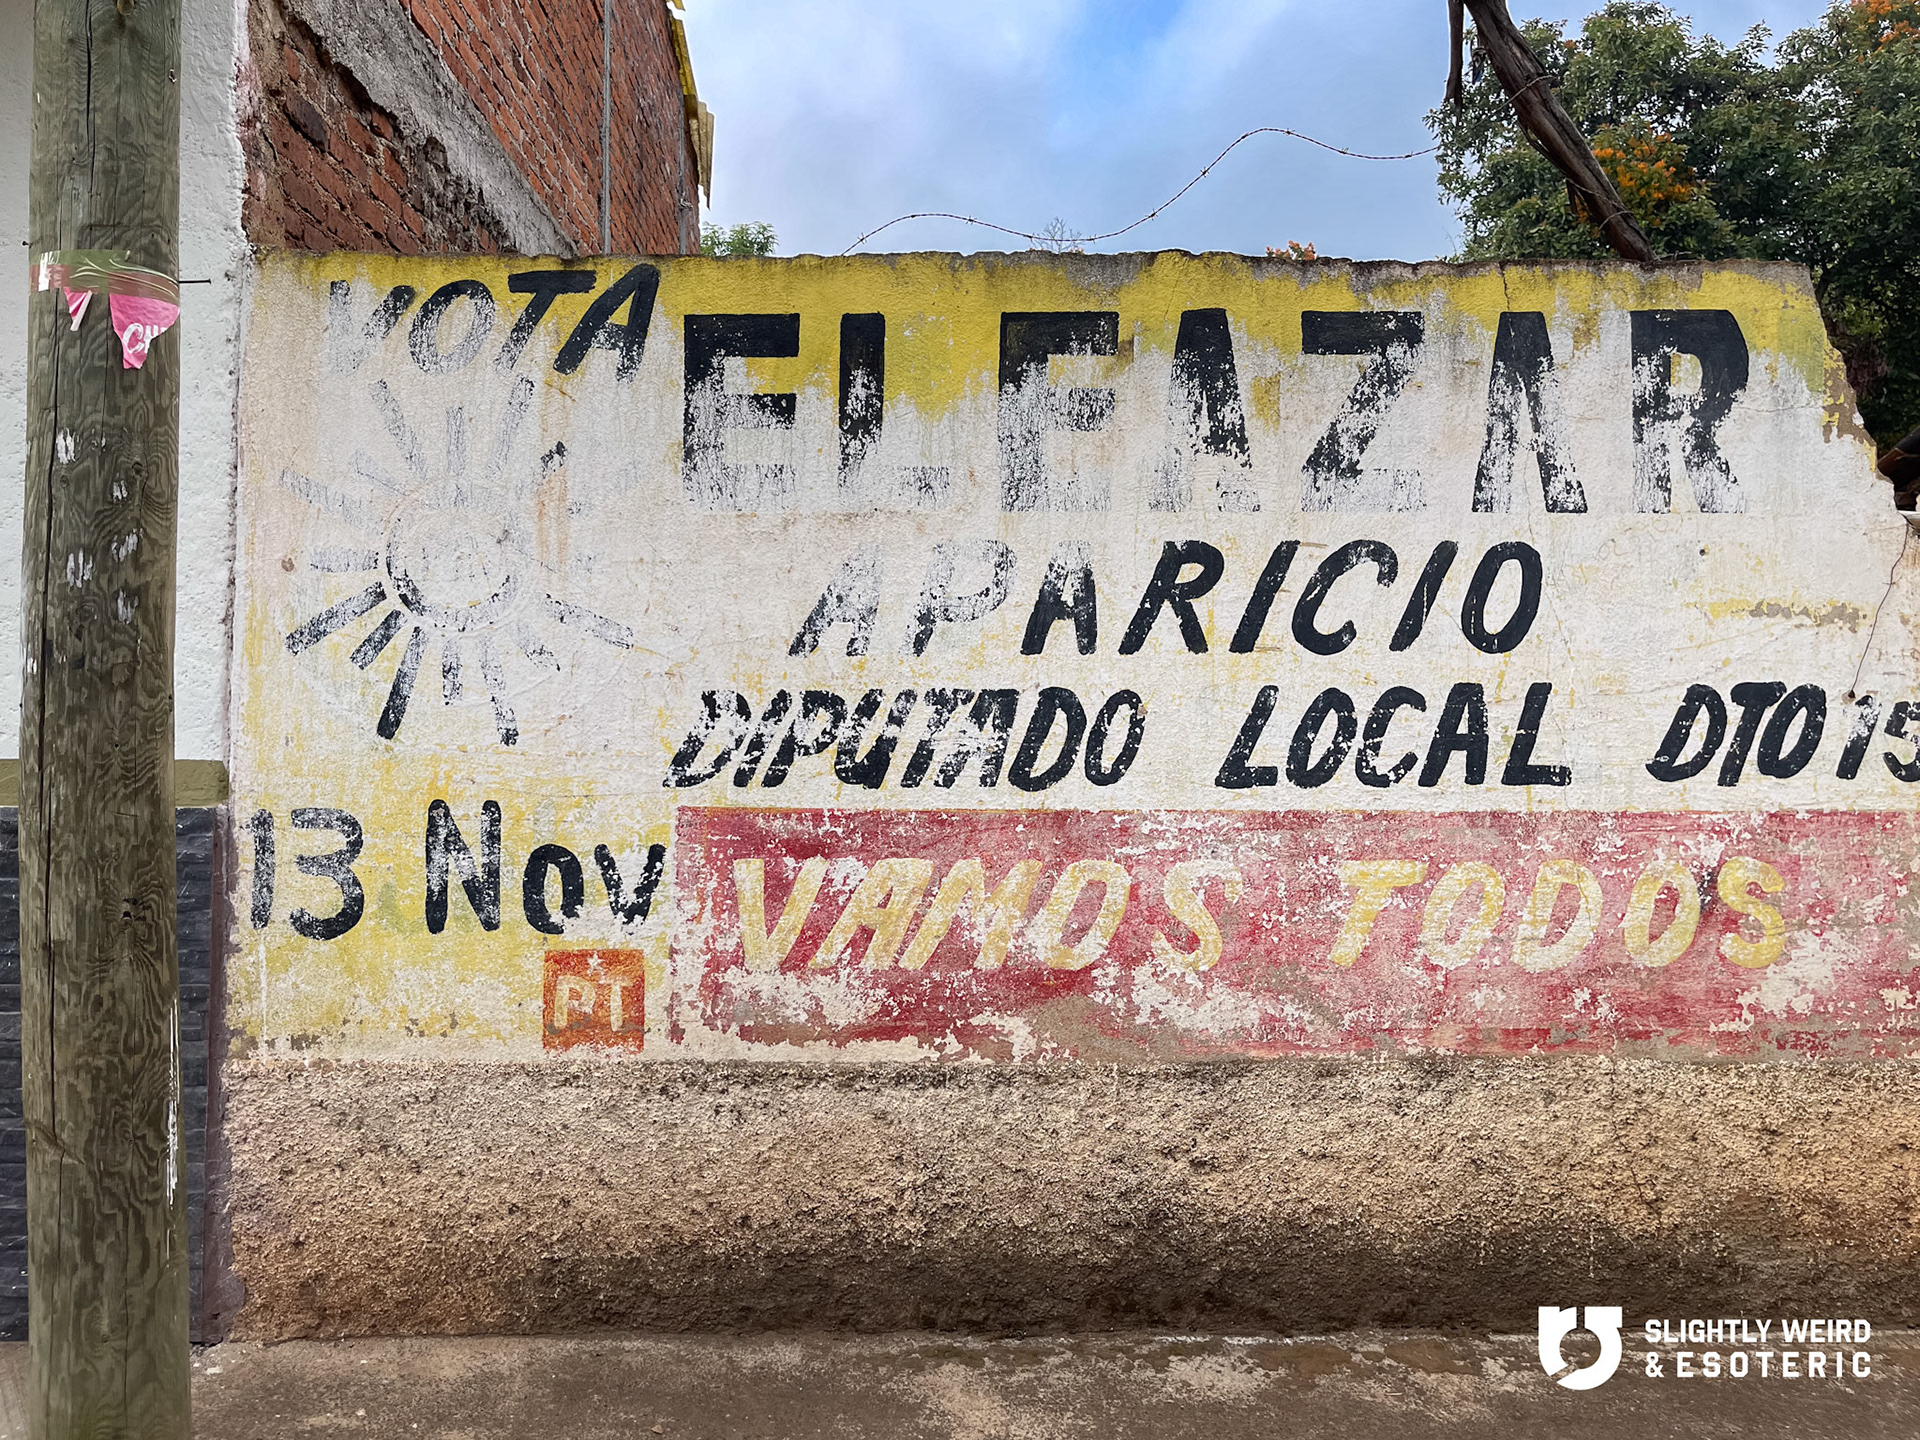 VOTA ELEAZAR
APARICIO
DIPUTADO LOCAL DTO 15
13 Nov
VAMOS TODOS
PT
SLIGHTLY WEIRD
& ESOTERIC